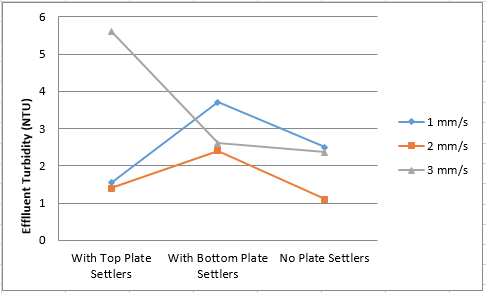 6
5
4
3
2
1
0
Efflluent Turbidity (NTU)
With Top Plate
Settlers
With Bottom Plate
Settlers
No Plate Settlers
1 mm/s
2 mm/s
3 mm/s